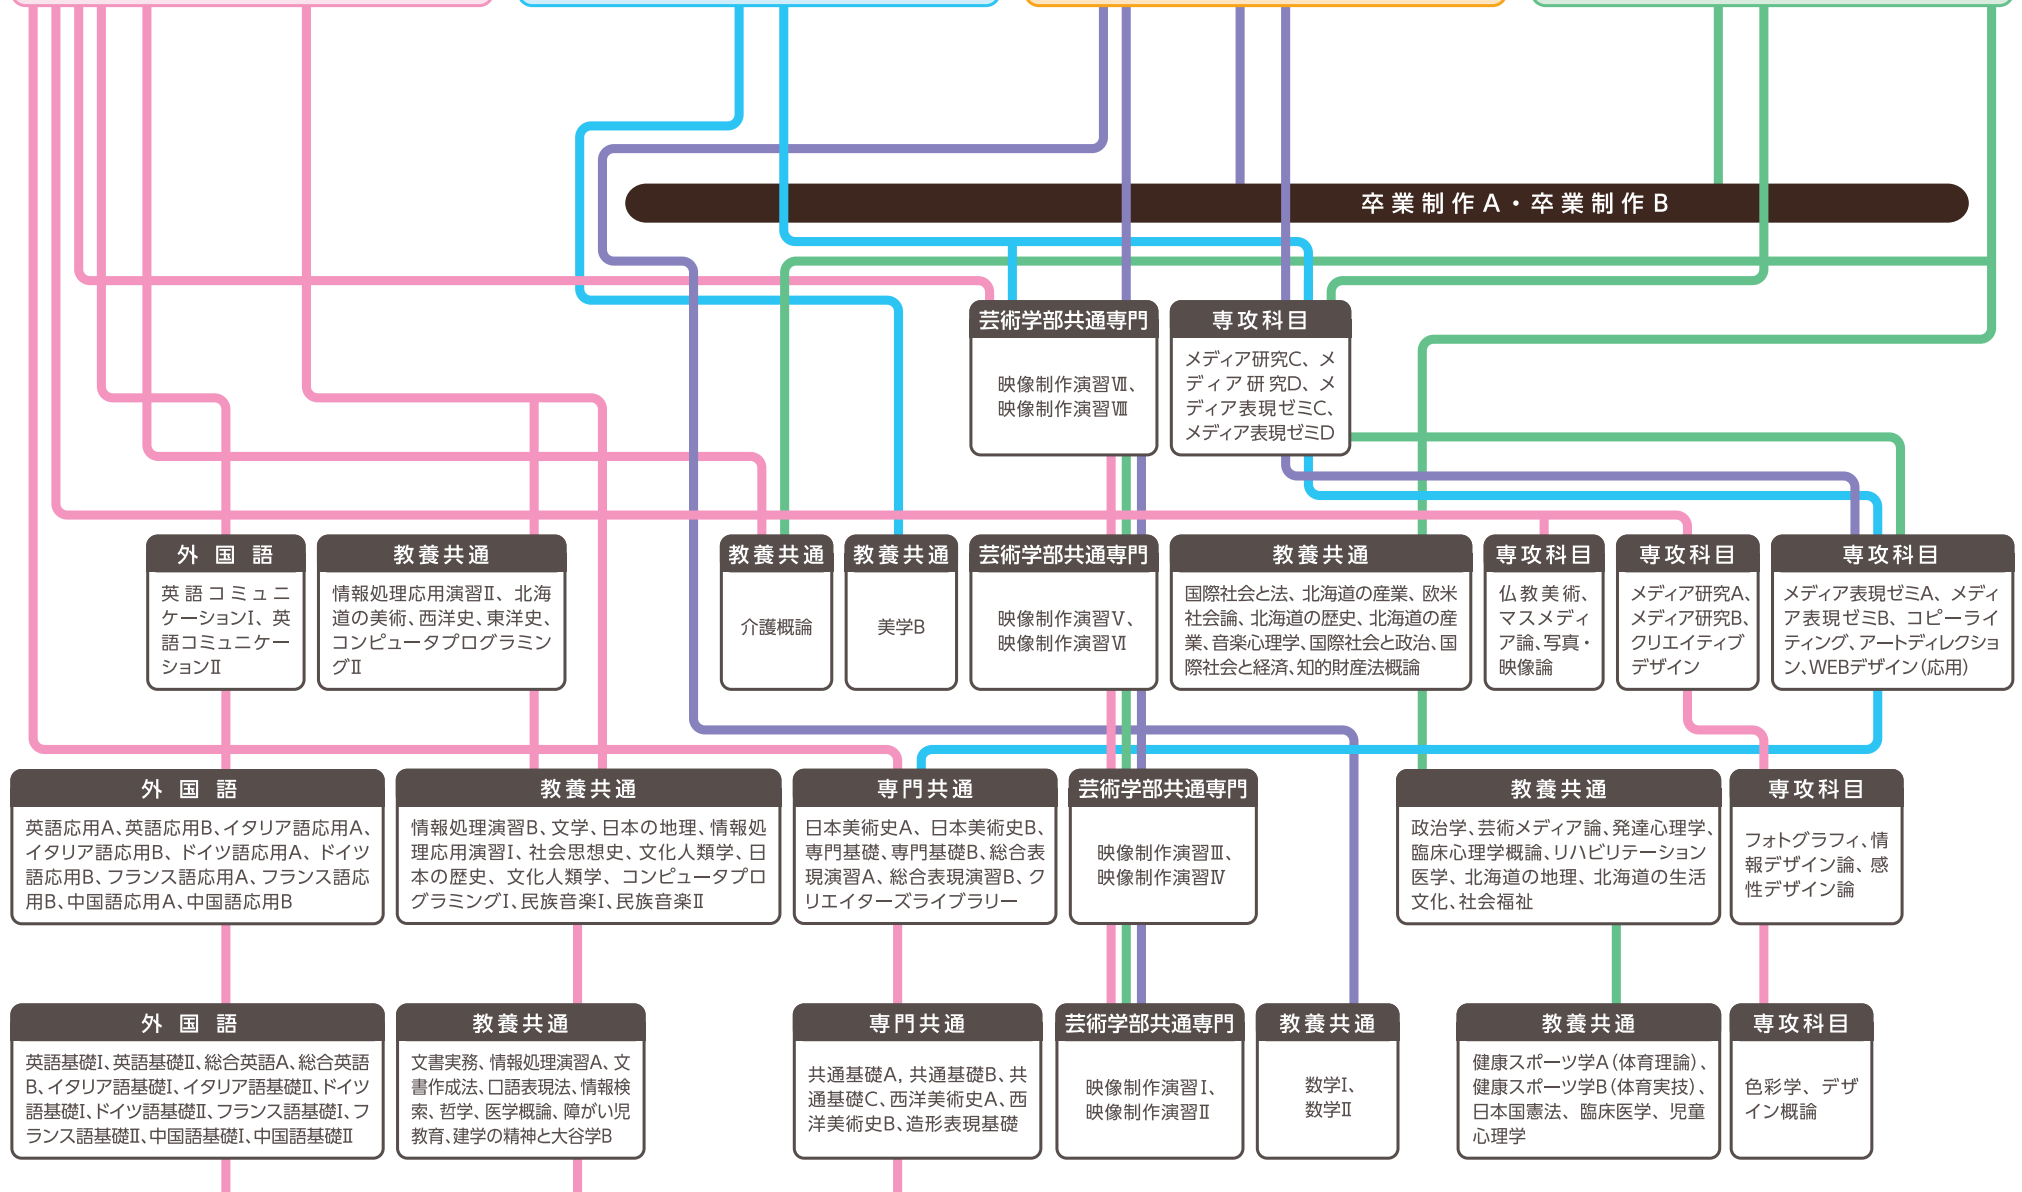 卒業制作A・卒業制作B
芸術学部共通専門
映像制作演習Ⅶ、
映像制作演習Ⅷ
専攻科目
メディア研究C、メ
ディア研究D、メ
ディア表現ゼミC、
メディア表現ゼミD
外国語
英語コミュニ
ケーションⅠ、英
語コミュニケー
ションⅡ
教養共通
情報処理応用演習Ⅱ、北海
道の美術、西洋史、東洋史、
コンピュータプログラミン
グⅡ
教養共通
介護概論
教養共通
美学B
芸術学部共通専門
映像制作演習Ⅴ、
映像制作演習Ⅵ
教養共通
国際社会と法、北海道の産業、欧米
社会論、北海道の歴史、北海道の産
業、音楽心理学、国際社会と政治、国
際社会と経済、知的財産法概論
専攻科目
仏教美術、
マスメディ
ア論、写真・
映像論
専攻科目
メディア研究A、
メディア研究B、
クリエイティブ
デザイン
専攻科目
メディア表現ゼミA、メディ
ア表現ゼミB、コピーライ
ティング、アートディレクショ
ン、WEBデザイン（応用）
外国語
英語応用A、英語応用B、イタリア語応用A、
イタリア語応用B、ドイツ語応用A、ドイツ
語応用B、フランス語応用A、フランス語応
用B、中国語応用A、中国語応用B
教養共通
情報処理演習B、文学、日本の地理、情報処
理応用演習Ⅰ、社会思想史、文化人類学、日
本の歴史、文化人類学、コンピュータプロ
グラミングⅠ、民族音楽Ⅰ、民族音楽Ⅱ
専門共通
日本美術史A、日本美術史B、
専門基礎、専門基礎B、総合表
現演習A、総合表現演習B、ク
リエイターズライブラリー
芸術学部共通専門
映像制作演習Ⅲ、
映像制作演習Ⅳ
教養共通
政治学、芸術メディア論、発達心理学、
臨床心理学概論、リハビリテーション
医学、北海道の地理、北海道の生活
文化、社会福祉
専攻科目
フォトグラフィ、情
報デザイン論、感
性デザイン論
外国語
英語基礎Ⅰ、英語基礎Ⅱ、総合英語A、総合英語
B、イタリア語基礎Ⅰ、イタリア語基礎Ⅱ、ドイツ
語基礎Ⅰ、ドイツ語基礎Ⅱ、フランス語基礎Ⅰ、フ
ランス語基礎Ⅱ、中国語基礎Ⅰ、中国語基礎Ⅱ
教養共通
文書実務、情報処理演習A、文
書作成法、口語表現法、情報検
索、哲学、医学概論、障がい児
教育、建学の精神と大谷学B
専門共通
共通基礎A，共通基礎B、共
通基礎C、西洋美術史A、西
洋美術史B、造形表現基礎
芸術学部共通専門
映像制作演習Ⅰ、
映像制作演習Ⅱ
教養共通
数学Ⅰ、
数学Ⅱ
教養共通
健康スポーツ学A（体育理論）、
健康スポーツ学B（体育実技）、
日本国憲法、臨床医学、児童
心理学
専攻科目
色彩学、デザ
イン概論